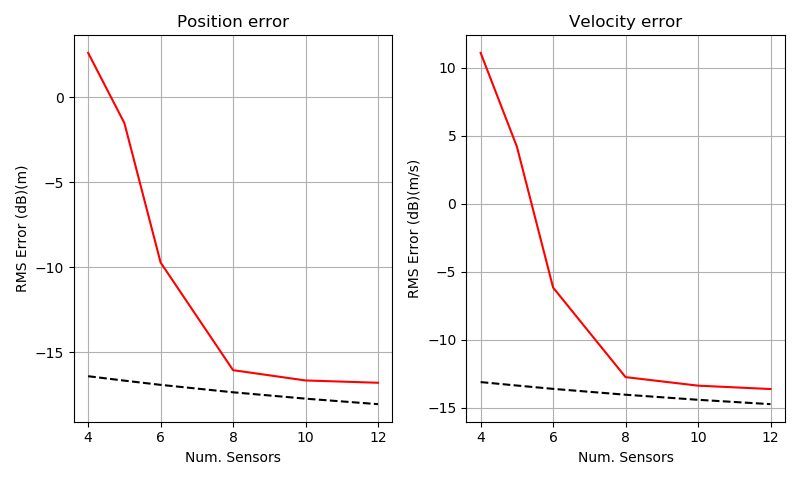 Position error
RMS Error (dB)(m)
0
−5
−10
−15
4 6 8 10 12
Num. Sensors
Velocity error
RMS Error (dB)(m/s)
10
5
0
−5
−10
−15
4 6 8 10 12
Num. Sensors